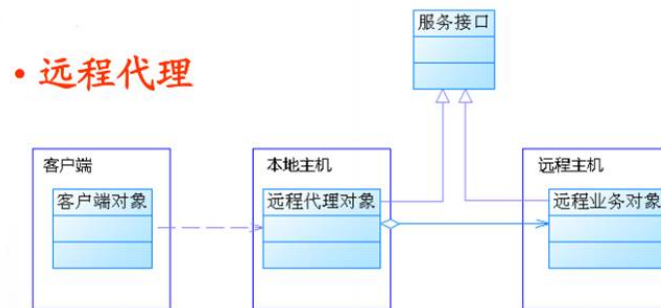 服务接口
• 远程代理
客户端
本地主机
远程主机
客户端对象
远程代理对象
远程业务对象